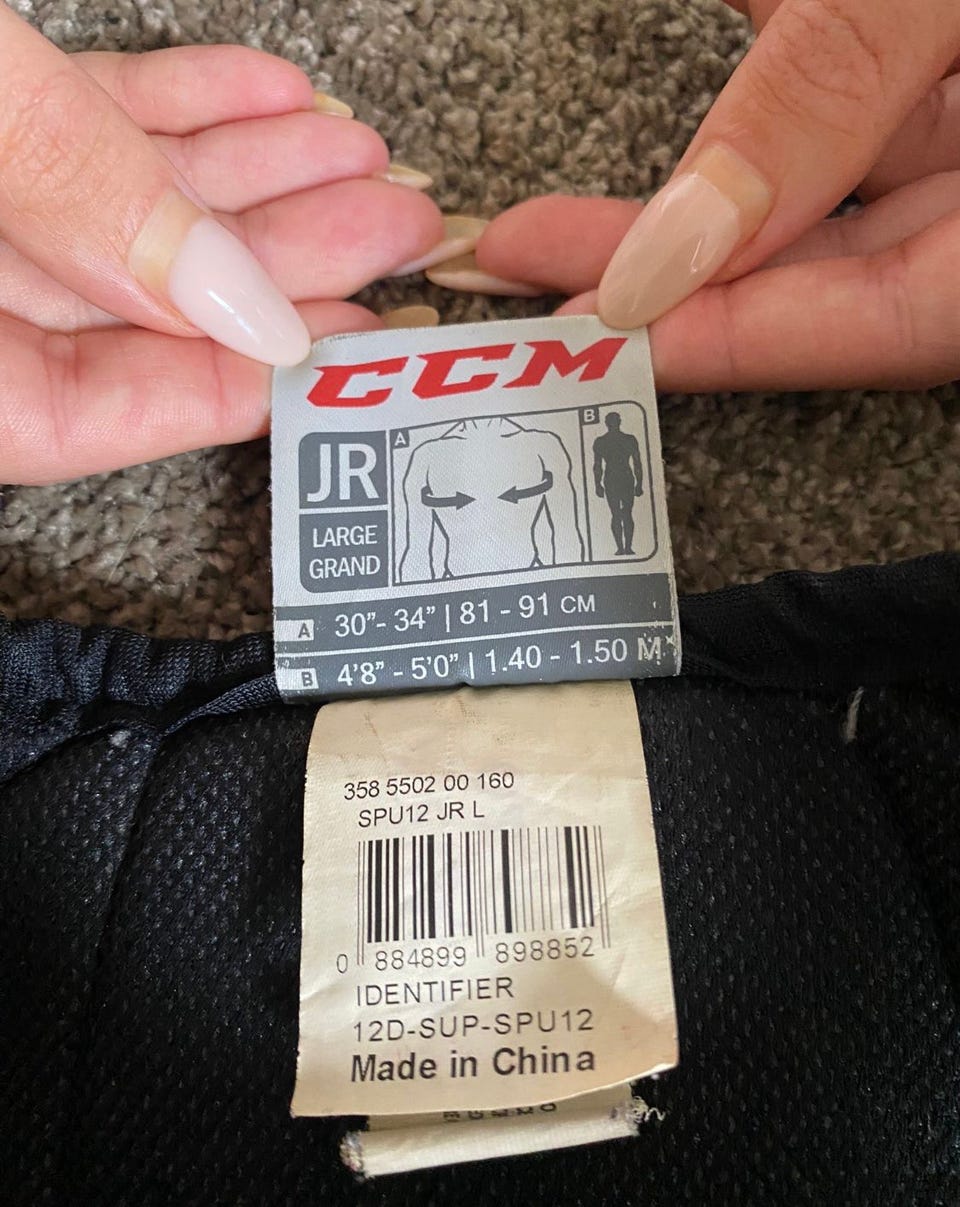 CCM
JR
LARGE
GRAND
A
B
A 30”- 34” | 81 - 91 CM
B 4’8” - 5’0” | 1.40 - 1.50 M
358 5502 00 160
SPU12 JR L
0 884899 898852
IDENTIFIER
12D-SUP-SPU12
Made in China